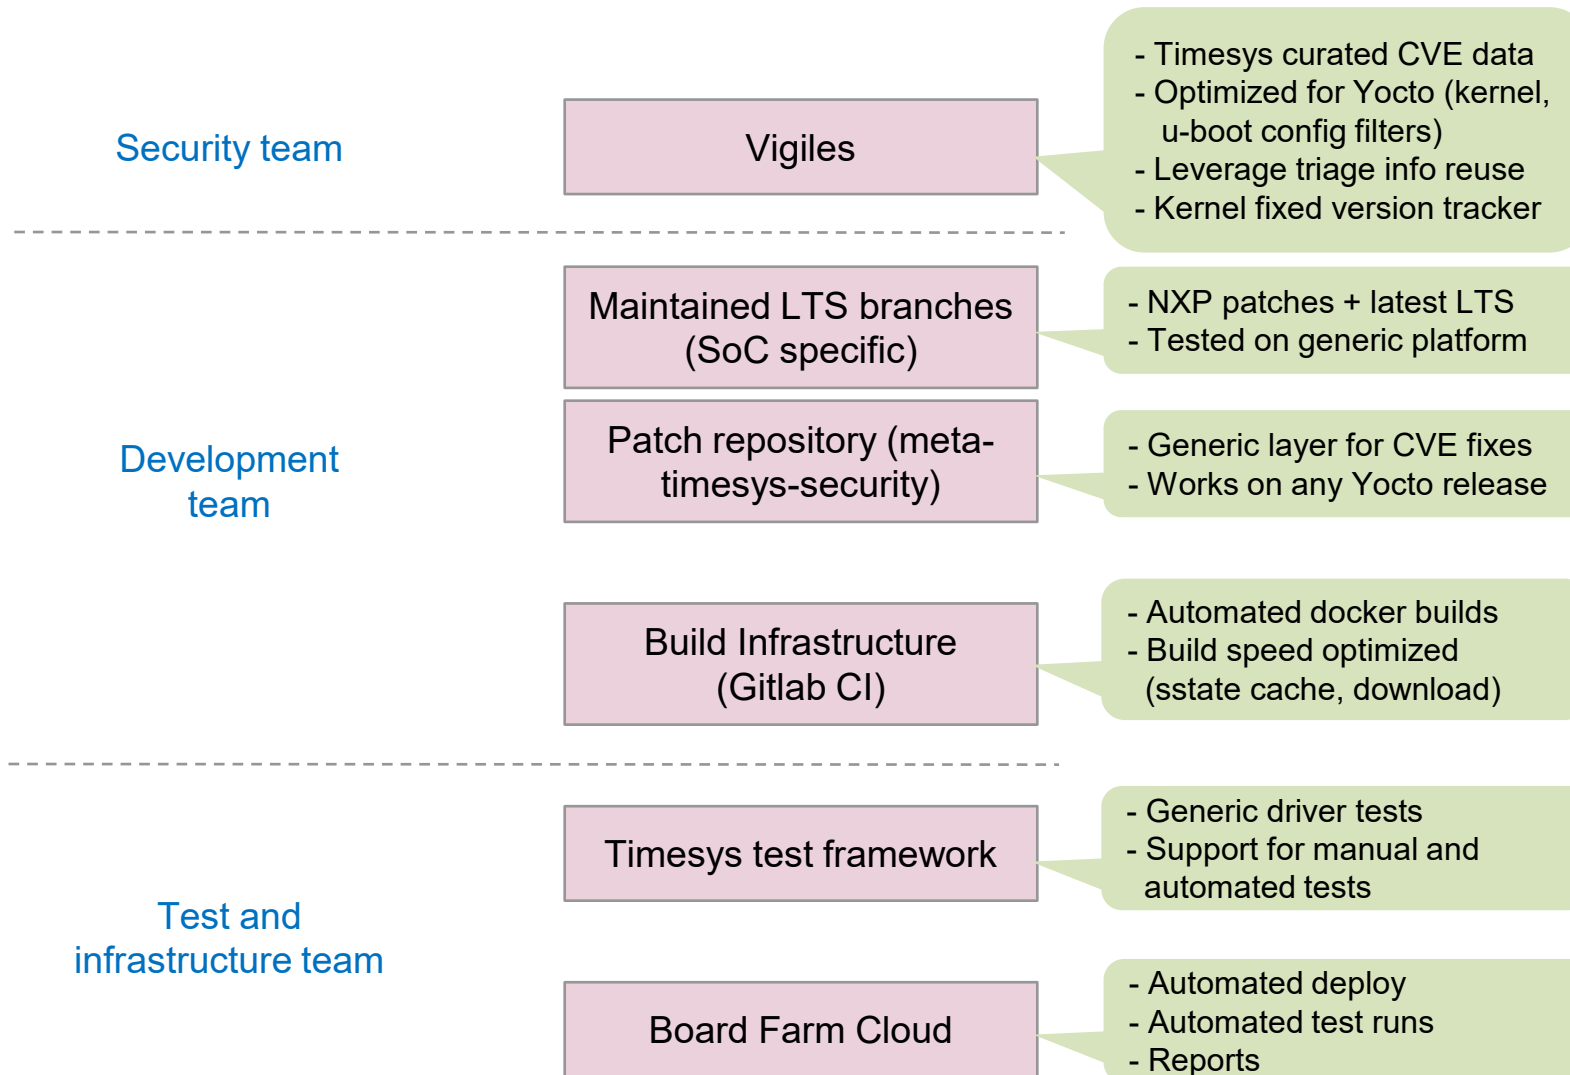 Security team
Vigiles
- Timesys curated CVE data
- Optimized for Yocto (kernel,
u-boot config filters)
- Leverage triage info reuse
- Kernel fixed version tracker
Development
team
Maintained LTS branches
(SoC specific)
- NXP patches + latest LTS
- Tested on generic platform
Patch repository (meta-
timesys-security)
- Generic layer for CVE fixes
- Works on any Yocto release
Build Infrastructure
(Gitlab CI)
- Automated docker builds
- Build speed optimized
(sstate cache, download)
Test and
infrastructure team
Timesys test framework
- Generic driver tests
- Support for manual and
automated tests
Board Farm Cloud
- Automated deploy
- Automated test runs
- Reports